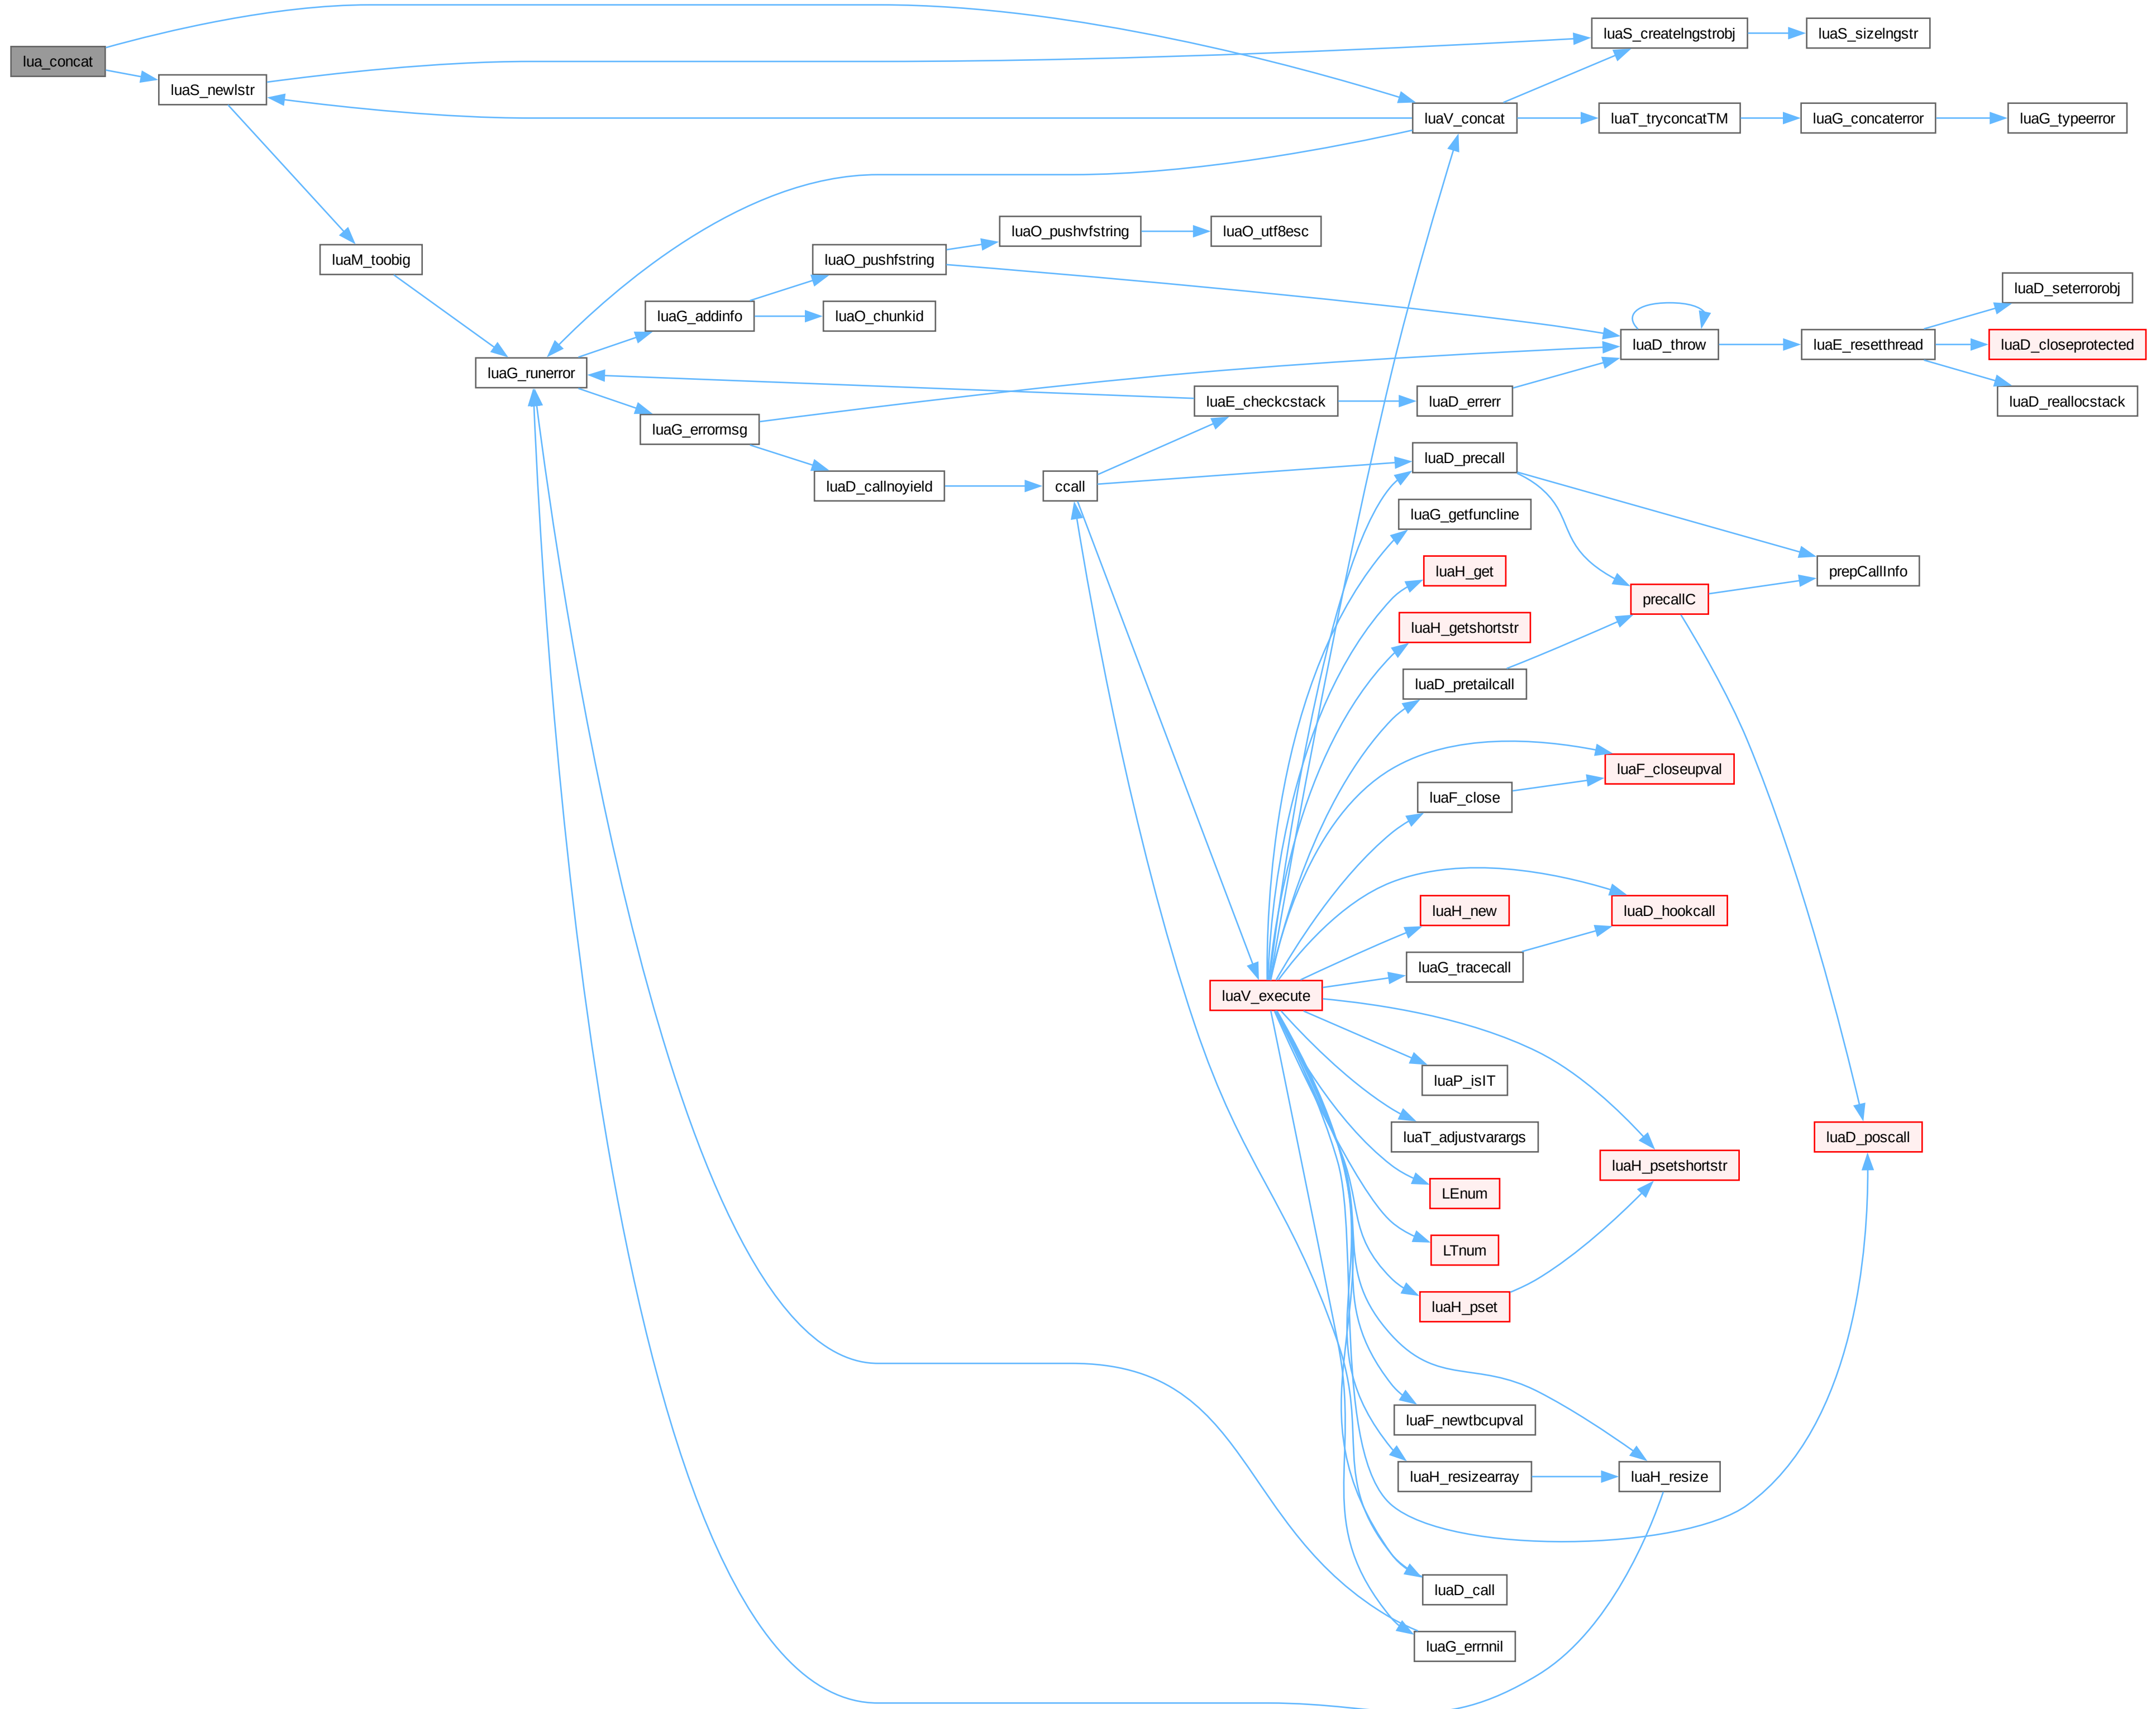 lua_concat
luaS_newlstr
luaM_toobig
luaG_runerror
luaG_addinfo
luaG_errormsg
luaO_pushfstring
luaO_chunkid
luaD_callnoyield
luaO_pushvfstring
ccall
luaO_utf8esc
luaE_checkcstack
luaV_execute
luaV_concat
luaD_errerr
luaD_precall
luaG_getfuncline
luaH_get
luaH_getshortstr
luaD_pretailcall
luaF_close
luaH_new
luaG_tracecall
luaP_isIT
luaT_adjustvarargs
LEnum
LTnum
luaH_pset
luaF_newtbcupval
luaH_resizearray
luaD_call
luaG_errnnil
luaS_createlngstrobj
luaT_tryconcatTM
luaD_throw
precallC
luaF_closeupval
luaD_hookcall
luaH_psetshortstr
luaH_resize
luaS_sizelngstr
luaG_concaterror
luaE_resetthread
prepCallInfo
luaD_poscall
luaG_typeerror
luaD_seterrorobj
luaD_closeprotected
luaD_reallocstack